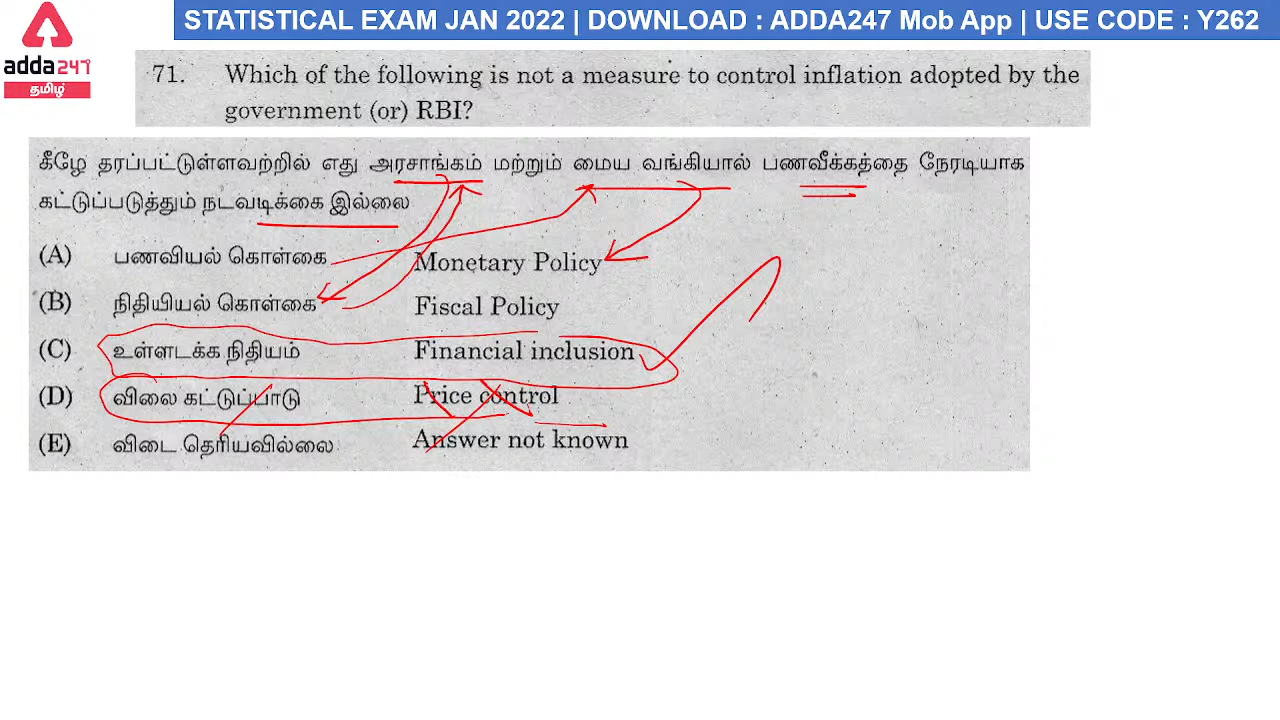 STATISTICAL EXAM JAN 2022 | DOWNLOAD : ADDA247 Mob App | USE CODE : Y262
adda247
தமிழ்
71. Which of the following is not a measure to control inflation adopted by the
government (or) RBI?
கீழே தரப்பட்டுள்ளவற்றில் எது அரசாங்கம் மற்றும் மைய வங்கியால் பணவீக்கத்தை நேரடியாக
கட்டுப்படுத்தும் நடவடிக்கை இல்லை
(A) பணவியல் கொள்கை Monetary Policy
(B) நிதியியல் கொள்கை Fiscal Policy
(C) உள்ளடக்க நிதியம் Financial inclusion
(D) விலை கட்டுப்பாடு Price control
(E) விடை தெரியவில்லை Answer not known